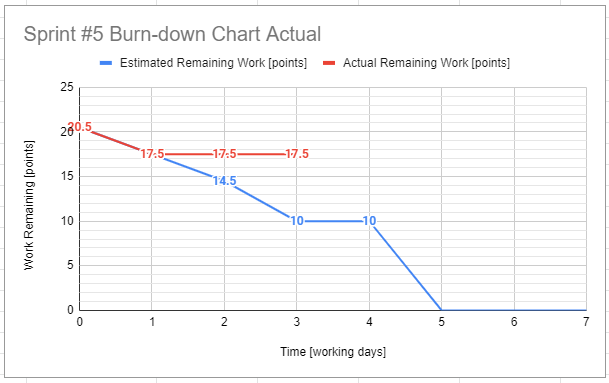 Sprint #5 Burn-down Chart Actual
Estimated Remaining Work [points] Actual Remaining Work [points]
Work Remaining [points]
25
20
15
10
5
0
20.5
17.5 17.5 17.5
14.5
10 10
0 1 2 3 4 5 6 7
Time [working days]